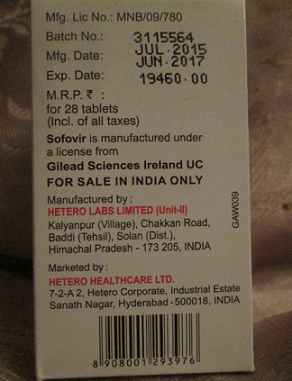 Mfg. Lic No.: MNB/09/780
Batch No.: 3115564
Mfg. Date: JUL.2015
Exp. Date: JUN.2017
M.R.P. ₹ : 19460.00
for 28 tablets
(Incl. of all taxes)
Sofovir is manufactured under
a license from
Gilead Sciences Ireland UC
FOR SALE IN INDIA ONLY
Manufactured by :
HETERO LABS LIMITED (Unit-II)
Kalyanpur (Village), Chakkan Road,
Baddi (Tehsil), Solan (Dist.),
Himachal Pradesh - 173 205, INDIA
GAW039
Marketed by :
HETERO HEALTHCARE LTD.
7-2-A 2, Hetero Corporate, Industrial Estate
Sanath Nagar, Hyderabad - 500018, INDIA
8 908001 293976